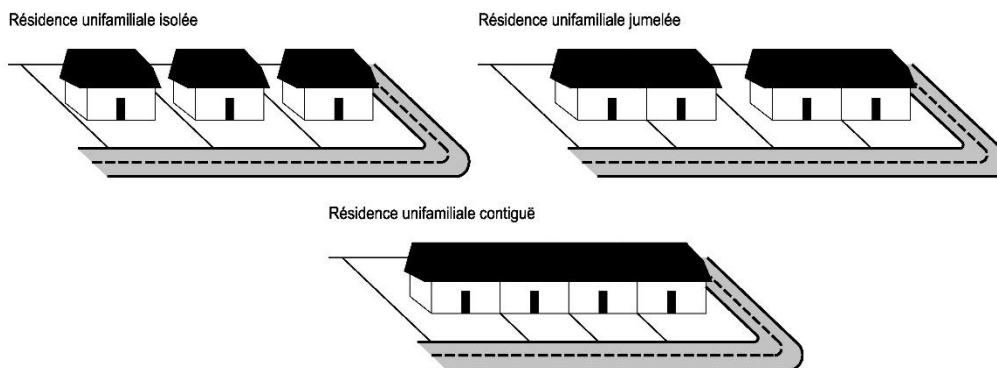 Résidence unifamiliale isolée
Résidence unifamiliale jumelée
Résidence unifamiliale contiguë